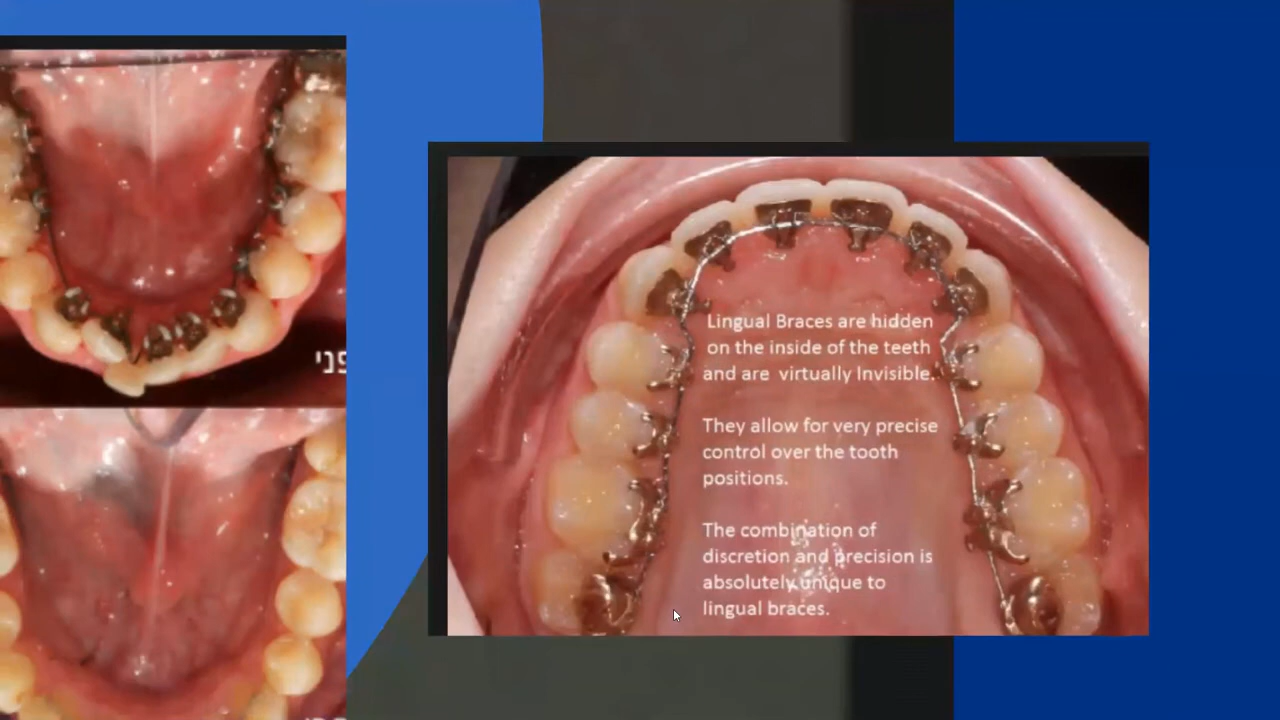 פני
Lingual Braces are hidden
on the inside of the teeth
and are virtually Invisible.
They allow for very precise
control over the tooth
positions.
The combination of
discretion and precision is
absolutely unique to
lingual braces.